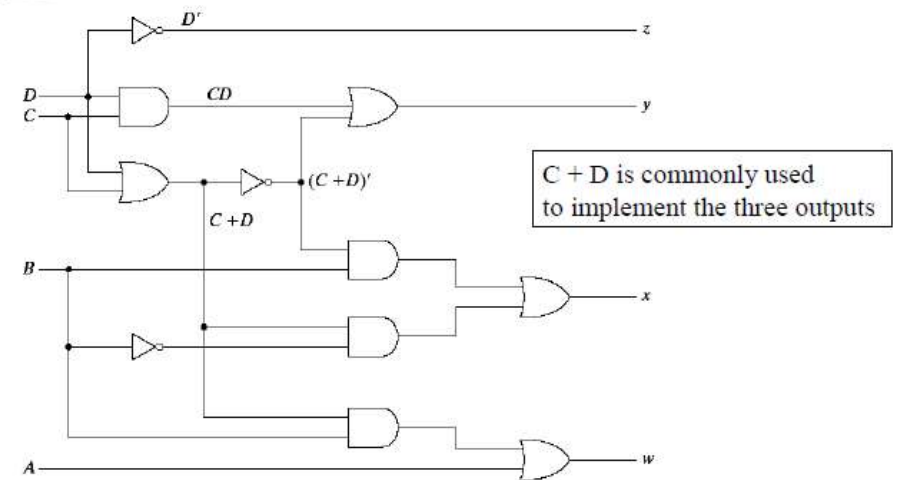 D' z
D CD y
C
(C +D)'
C + D is commonly used
to implement the three outputs
C +D
B
x
A w